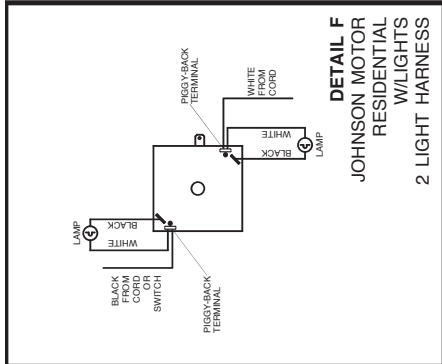 PIGGY-BACK
TERMINAL
WHITE
FROM
CORD
WHITE
BLACK
LAMP
LAMP
BLACK
WHITE
BLACK
FROM
CORD
OR
SWITCH
PIGGY-BACK
TERMINAL
DETAIL F
JOHNSON MOTOR
RESIDENTIAL
W/LIGHTS
2 LIGHT HARNESS